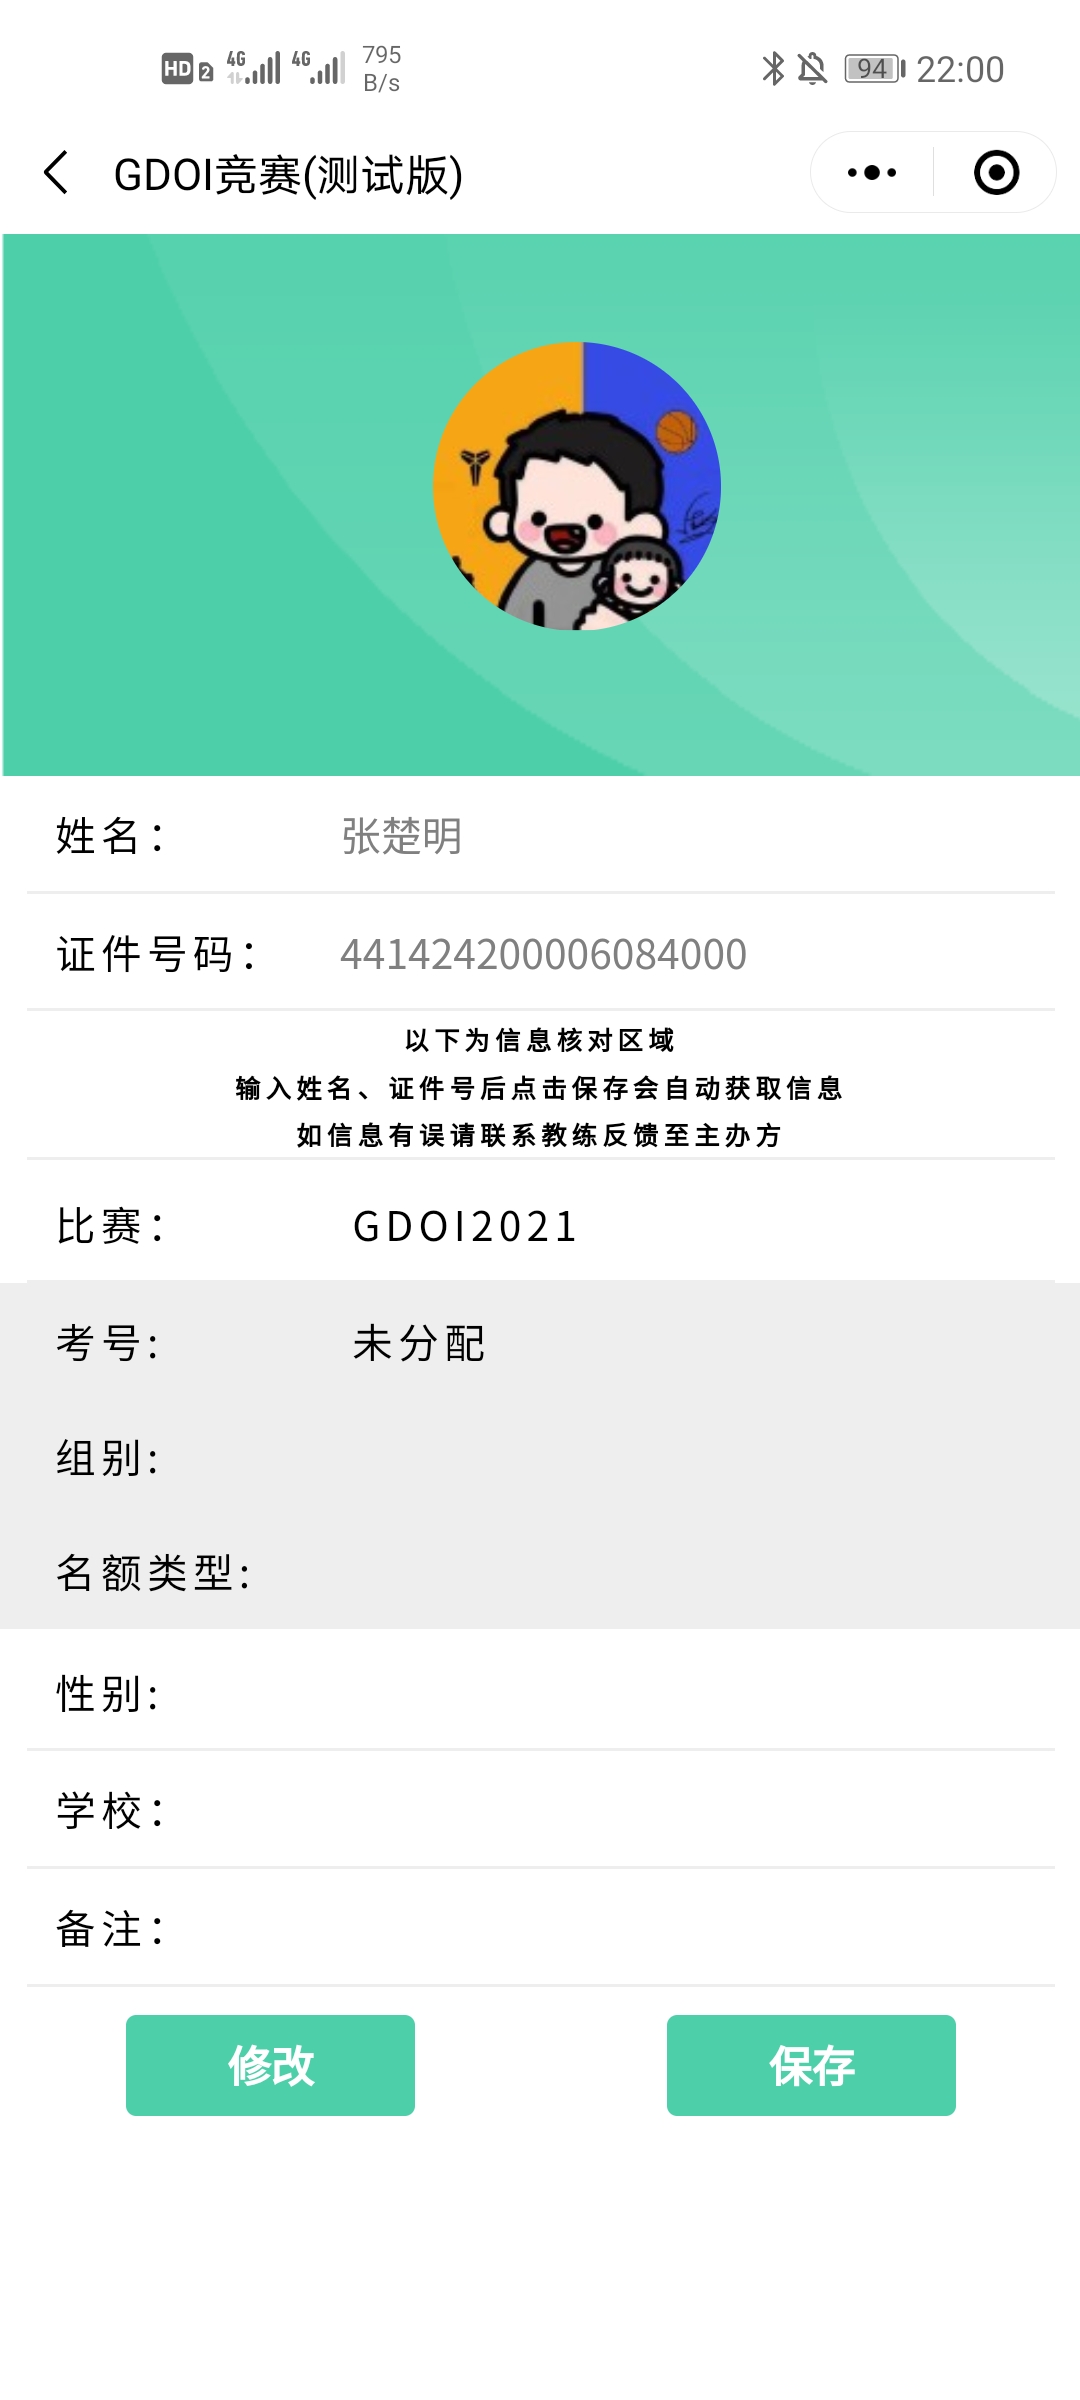 HD 2 4G 4G 795 B/s 94 22:00
GDOI竞赛(测试版)
姓名： 张楚明
证件号码： 441424200006084000
以下为信息核对区域
输入姓名、证件号后点击保存会自动获取信息
如信息有误请联系教练反馈至主办方
比赛： GDOI2021
考号: 未分配
组别:
名额类型:
性别:
学校：
备注：
修改 保存